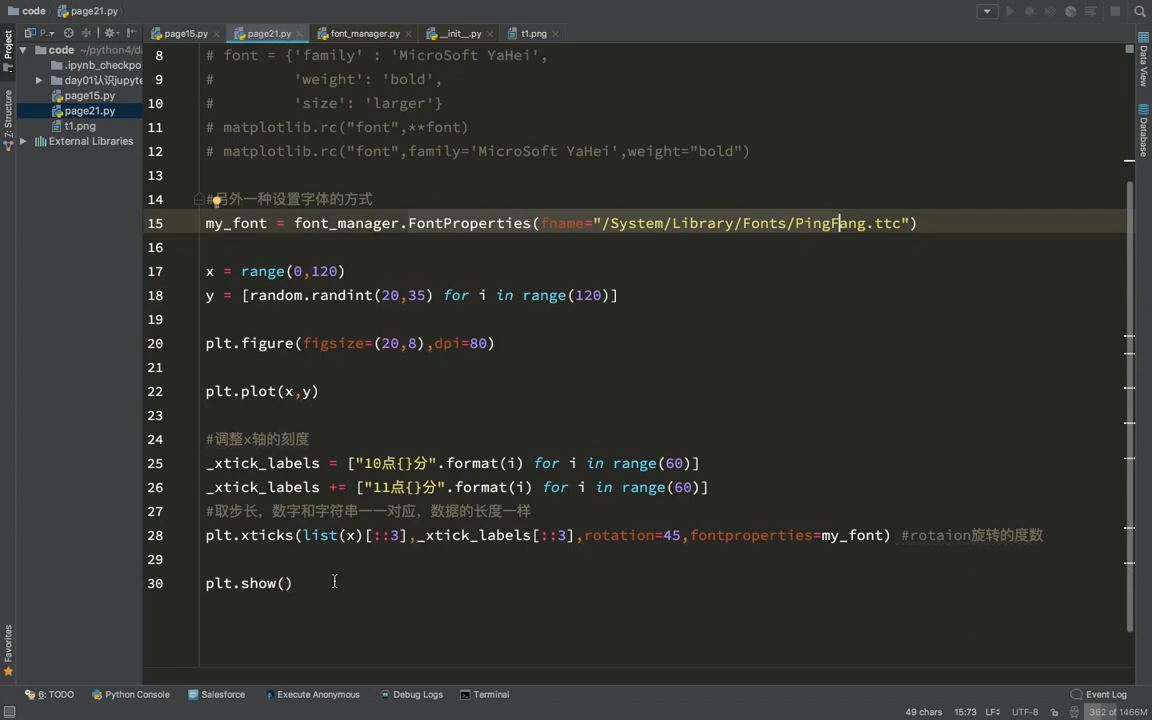 code
page21.py
P..
page15.py
page21.py
font_manager.py
__init__.py
t1.png
Project
Z: Structure
Favorites
Data View
Database
code ~/python4/da
.ipynb_checkpo
day01认识jupyte
page15.py
page21.py
t1.png
External Libraries
8 # font = {'family' : 'MicroSoft YaHei',
9 # 'weight': 'bold',
10 # 'size': 'larger'}
11 # matplotlib.rc("font",**font)
12 # matplotlib.rc("font",family='MicroSoft YaHei',weight="bold")
13
14 #另外一种设置字体的方式
15 my_font = font_manager.FontProperties(fname="/System/Library/Fonts/PingFang.ttc")
16
17 x = range(0,120)
18 y = [random.randint(20,35) for i in range(120)]
19
20 plt.figure(figsize=(20,8),dpi=80)
21
22 plt.plot(x,y)
23
24 #调整x轴的刻度
25 _xtick_labels = ["10点{}分".format(i) for i in range(60)]
26 _xtick_labels += ["11点{}分".format(i) for i in range(60)]
27 #取步长，数字和字符串一一对应，数据的长度一样
28 plt.xticks(list(x)[::3],_xtick_labels[::3],rotation=45,fontproperties=my_font) #rotaion旋转的度数
29
30 plt.show()
6: TODO
Python Console
Salesforce
Execute Anonymous
Debug Logs
Terminal
Event Log
49 chars
15:73
LF
UTF-8
362 of 1466M